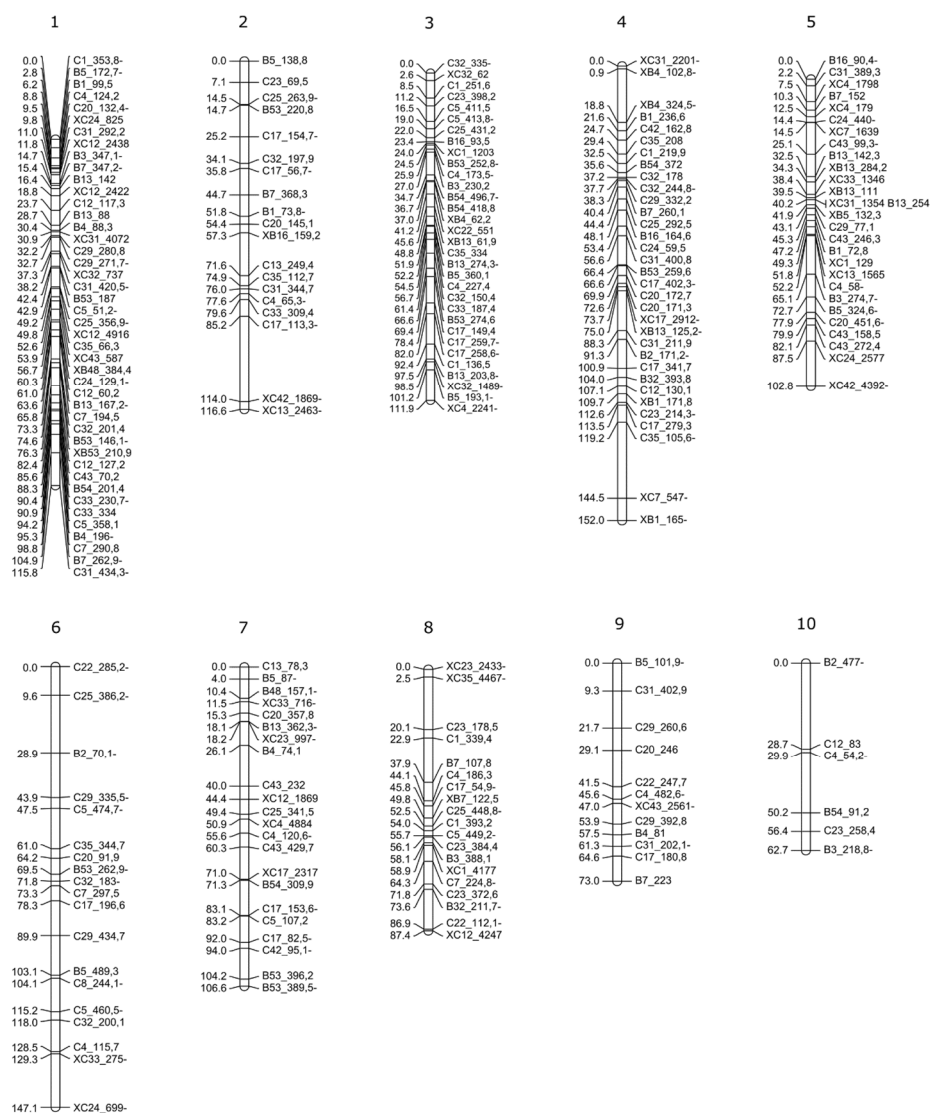 1
0.0 C1_353,8-
2.8 B5_172,7-
6.2 B1_99,5
8.8 C4_124,2
9.5 C20_132,4-
9.8 XC24_825
11.0 C31_292,2
11.8 XC12_2438
14.7 B3_347,1-
15.4 B7_347,2-
16.4 B13_142
18.8 XC12_2422
23.7 C12_117,3
28.7 B13_88
30.4 B4_88,3
30.9 XC31_4072
32.2 C29_280,8
32.7 C29_271,7-
37.3 XC32_737
38.2 C31_420,5-
42.4 B53_187
42.9 C5_51,2-
49.2 C25_356,9-
49.8 XC12_4916
52.6 C35_66,3
53.9 XC43_587
56.7 XB48_384,4
60.3 C24_129,1-
61.0 C12_60,2
63.6 B13_167,2-
65.8 C7_194,5
73.3 C32_201,4
74.6 B53_146,1-
76.3 XB53_210,9
82.4 C12_127,2
85.6 C43_70,2
88.3 B54_201,4
90.4 C33_230,7-
90.9 C33_334
94.2 C5_358,1
95.3 B4_196-
98.8 C7_290,8
104.9 B7_262,9-
115.8 C31_434,3-
2
0.0 B5_138,8
7.1 C23_69,5
14.5 C25_263,9-
14.7 B53_220,8
25.2 C17_154,7-
34.1 C32_197,9
35.8 C17_56,7-
44.7 B7_368,3
51.8 B1_73,8-
54.4 C20_145,1
57.3 XB16_159,2
71.6 C13_249,4
74.9 C35_112,7
76.0 C31_344,7
77.6 C4_65,3-
79.6 C33_309,4
85.2 C17_113,3-
114.0 XC42_1869-
116.6 XC13_2463-
3
0.0 C32_335-
2.6 XC32_62
8.5 C1_251,6
11.2 C23_398,2
16.5 C5_411,5
19.0 C5_413,8-
22.0 C25_431,2
23.4 B16_93,5
24.0 XC1_1203
24.5 B53_252,8-
25.9 C4_173,5-
27.0 B3_230,2
34.7 B54_496,7-
36.7 B54_418,8
37.0 XB4_62,2
41.2 XC22_551
45.6 XB13_61,9
48.8 C35_334
51.9 B13_274,3-
52.2 B5_360,1
54.5 C4_227,4
56.7 C32_150,4
61.4 C33_187,4
66.6 B53_274,6
69.4 C17_149,4
78.4 C17_259,7-
82.0 C17_258,6-
92.4 C1_136,5
97.5 B13_203,8-
98.5 XC32_1489-
101.2 B5_193,1-
111.9 XC4_2241-
4
0.0 XC31_2201-
0.9 XB4_102,8-
18.8 XB4_324,5-
21.6 B1_236,6
24.7 C42_162,8
29.4 C35_208
32.5 C1_219,9
35.6 B54_372
37.2 C32_178
37.7 C32_244,8-
38.3 C29_332,2
40.4 B7_260,1
44.4 C25_292,5
48.1 B16_164,6
53.4 C24_59,5
56.6 C31_400,8
66.4 B53_259,6
66.6 C17_402,3-
69.9 C20_172,7
72.6 C20_171,3
73.7 XC17_2912-
75.0 XB13_125,2-
88.3 C31_211,9
91.3 B2_171,2-
100.9 C17_341,7
104.0 B32_393,8
107.1 C12_130,1
109.7 XB1_171,8
112.6 C23_214,3-
113.5 C17_279,3
119.2 C35_105,6-
144.5 XC7_547-
152.0 XB1_165-
5
0.0 B16_90,4-
2.2 C31_389,3
7.5 XC4_1798
10.3 B7_152
12.5 XC4_179
14.4 C24_440-
14.5 XC7_1639
25.1 C43_99,3-
32.5 B13_142,3
34.3 XB13_284,2
38.4 XC33_1346
39.5 XB13_111
40.2 XC31_1354 B13_254
41.9 XB5_132,3
43.1 C29_77,1
45.3 C43_246,3
47.2 B1_72,8
49.3 XC1_129
51.8 XC13_1565
52.2 C4_58-
65.1 B3_274,7-
72.7 B5_324,6-
77.9 C20_451,6-
79.9 C43_158,5
82.1 C43_272,4
87.5 XC24_2577
102.8 XC42_4392-
6
0.0 C22_285,2-
9.6 C25_386,2-
28.9 B2_70,1-
43.9 C29_335,5-
47.5 C5_474,7-
61.0 C35_344,7
64.2 C20_91,9
69.5 B53_262,9-
71.8 C32_183-
73.3 C7_297,5
78.3 C17_196,6
89.9 C29_434,7
103.1 B5_489,3
104.1 C8_244,1-
115.2 C5_460,5-
118.0 C32_200,1
128.5 C4_115,7
129.3 XC33_275-
147.1 XC24_699-
7
0.0 C13_78,3
4.0 B5_87-
10.4 B48_157,1-
11.5 XC33_716-
15.3 C20_357,8
18.1 B13_362,3-
18.2 XC23_997-
26.1 B4_74,1
40.0 C43_232
44.4 XC12_1869
49.4 C25_341,5
50.9 XC4_4884
55.6 C4_120,6-
60.3 C43_429,7
71.0 XC17_2317
71.3 B54_309,9
83.1 C17_153,6-
83.2 C5_107,2
92.0 C17_82,5-
94.0 C42_95,1-
104.2 B53_396,2
106.6 B53_389,5-
8
0.0 XC23_2433-
2.5 XC35_4467-
20.1 C23_178,5
22.9 C1_339,4
37.9 B7_107,8
44.1 C4_186,3
45.8 C17_54,9-
49.8 XB7_122,5
52.5 C25_448,8-
54.0 C1_393,2
55.7 C5_449,2-
56.1 C23_384,4
58.1 B3_388,1
58.9 XC1_4177
64.3 C7_224,8-
71.8 C23_372,6
73.6 B32_211,7-
86.9 C22_112,1-
87.4 XC12_4247
9
0.0 B5_101,9-
9.3 C31_402,9
21.7 C29_260,6
29.1 C20_246
41.5 C22_247,7
45.6 C4_482,6-
47.0 XC43_2561-
53.9 C29_392,8
57.5 B4_81
61.3 C31_202,1-
64.6 C17_180,8
73.0 B7_223
10
0.0 B2_477-
28.7 C12_83
29.9 C4_54,2-
50.2 B54_91,2
56.4 C23_258,4
62.7 B3_218,8-